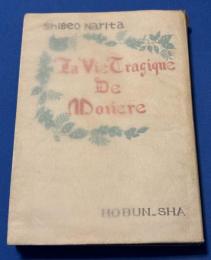 Shigeo Narita
La Vie Tragique
De
Moliere
HOBUN-SHA